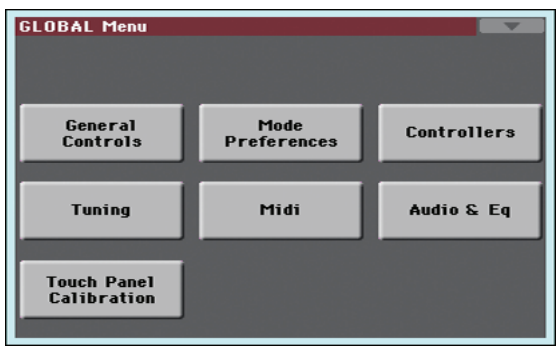 GLOBAL Menu
General
Controls
Mode
Preferences
Controllers
Tuning
Midi
Audio & Eq
Touch Panel
Calibration